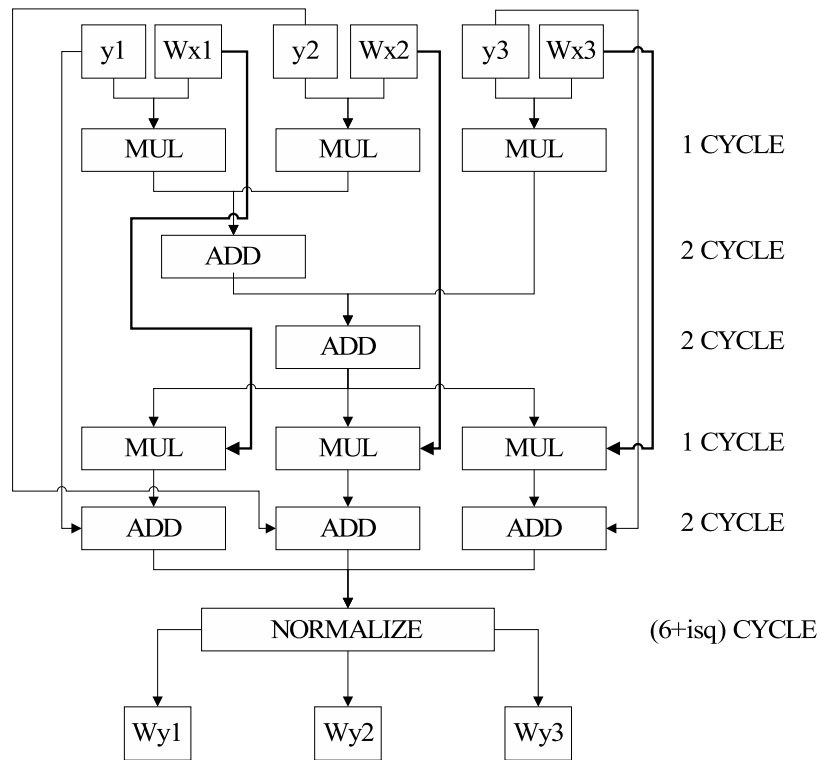 y1 Wx1 y2 Wx2 y3 Wx3
MUL MUL MUL 1 CYCLE
ADD 2 CYCLE
ADD 2 CYCLE
MUL MUL MUL 1 CYCLE
ADD ADD ADD 2 CYCLE
NORMALIZE (6+isq) CYCLE
Wy1 Wy2 Wy3